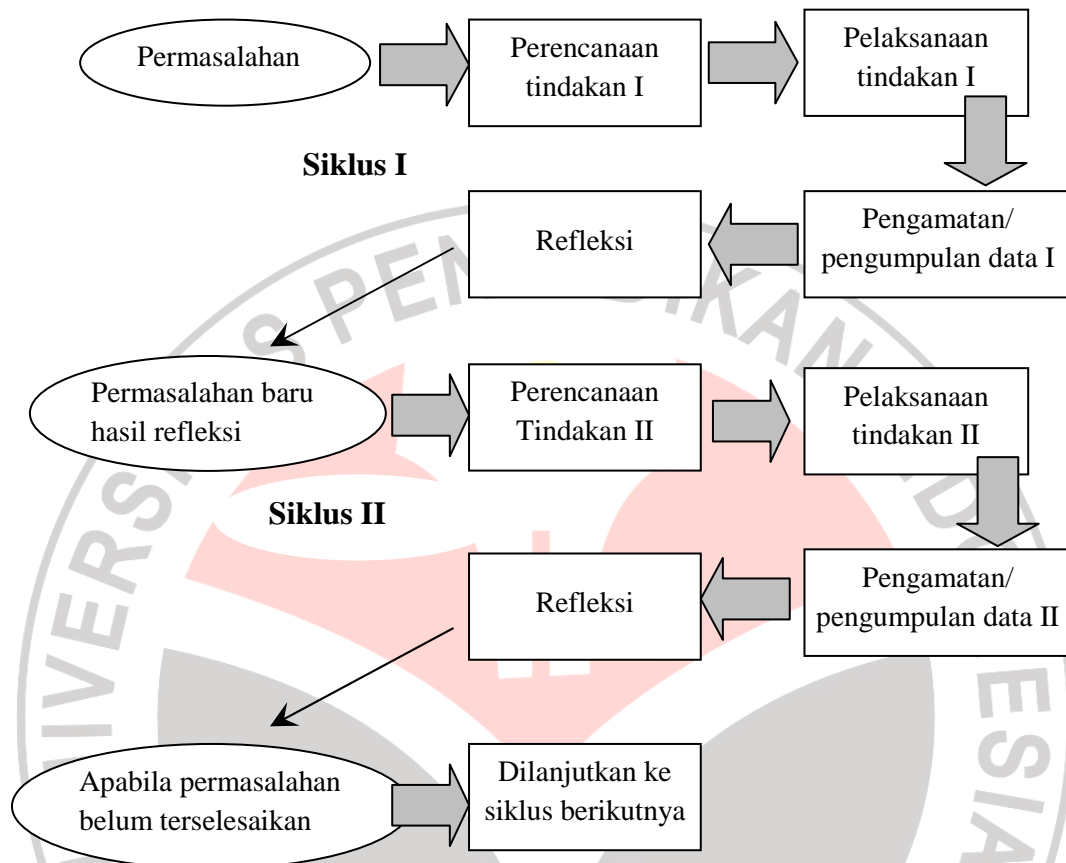 Permasalahan
Perencanaan
tindakan I
Pelaksanaan
tindakan I
Siklus I
Refleksi
Pengamatan/
pengumpulan data I
Permasalahan baru
hasil refleksi
Perencanaan
Tindakan II
Pelaksanaan
tindakan II
Siklus II
Refleksi
Pengamatan/
pengumpulan data II
Apabila permasalahan
belum terselesaikan
Dilanjutkan ke
siklus berikutnya